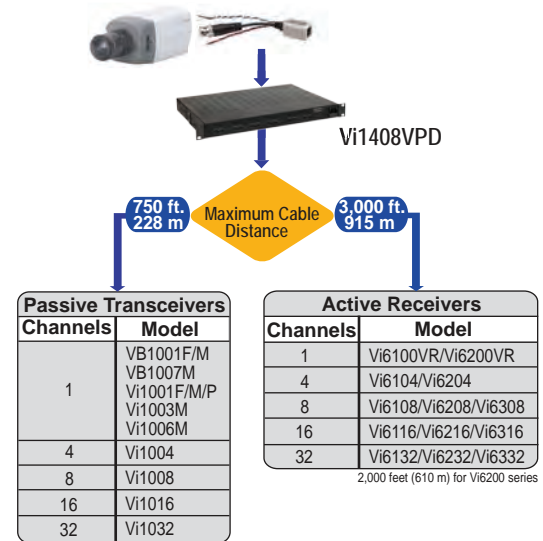 Vi1408VPD
750 ft.
228 m
Maximum Cable
Distance
3,000 ft.
915 m
Passive Transceivers
Channels Model
1
VB1001F/M
VB1007M
Vi1001F/M/P
Vi1003M
Vi1006M
4 Vi1004
8 Vi1008
16 Vi1016
32 Vi1032
Active Receivers
Channels Model
1 Vi6100VR/Vi6200VR
4 Vi6104/Vi6204
8 Vi6108/Vi6208/Vi6308
16 Vi6116/Vi6216/Vi6316
32 Vi6132/Vi6232/Vi6332
2,000 feet (610 m) for Vi6200 series